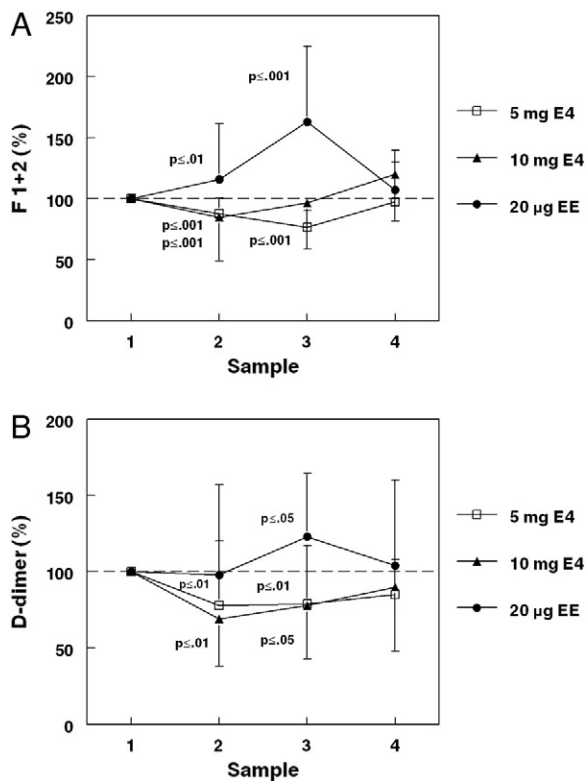 A
250
200
150
100
50
0
F 1+2 (%)
p≤.001
p≤.01
p≤.001
p≤.001
p≤.001
1 2 3 4
Sample
5 mg E4
10 mg E4
20 µg EE
B
200
150
100
50
0
D-dimer (%)
p≤.05
p≤.01
p≤.01
p≤.01
p≤.05
1 2 3 4
Sample
5 mg E4
10 mg E4
20 µg EE